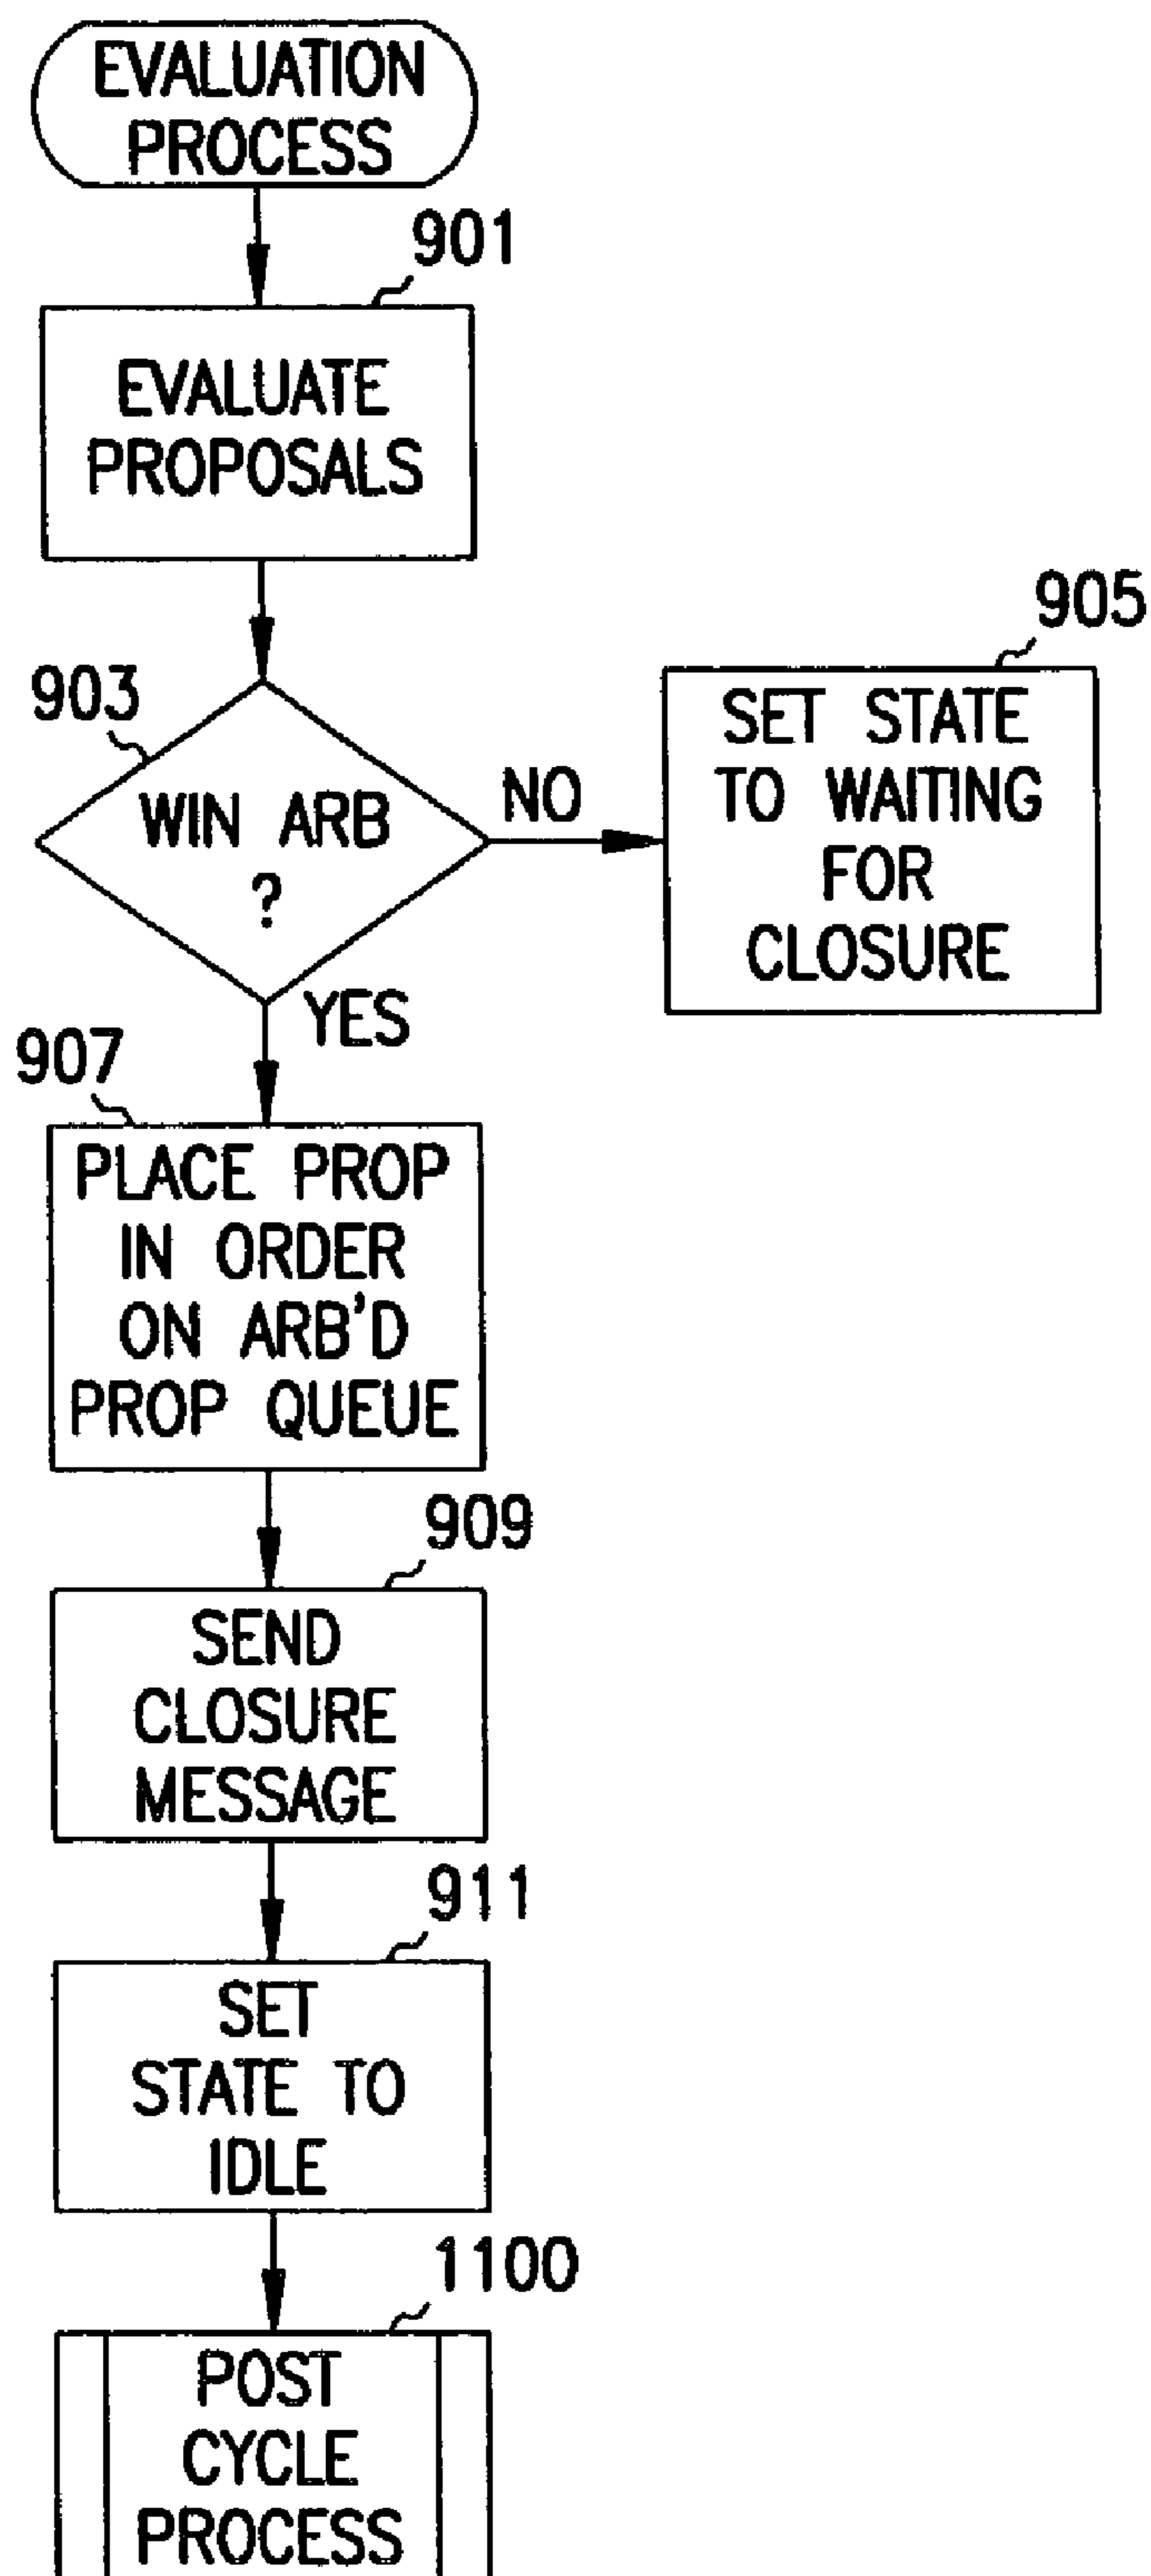 EVALUATION
PROCESS
901
EVALUATE
PROPOSALS
903
WIN ARB
?
NO
905
SET STATE
TO WAITING
FOR
CLOSURE
YES
907
PLACE PROP
IN ORDER
ON ARB'D
PROP QUEUE
909
SEND
CLOSURE
MESSAGE
911
SET
STATE TO
IDLE
1100
POST
CYCLE
PROCESS